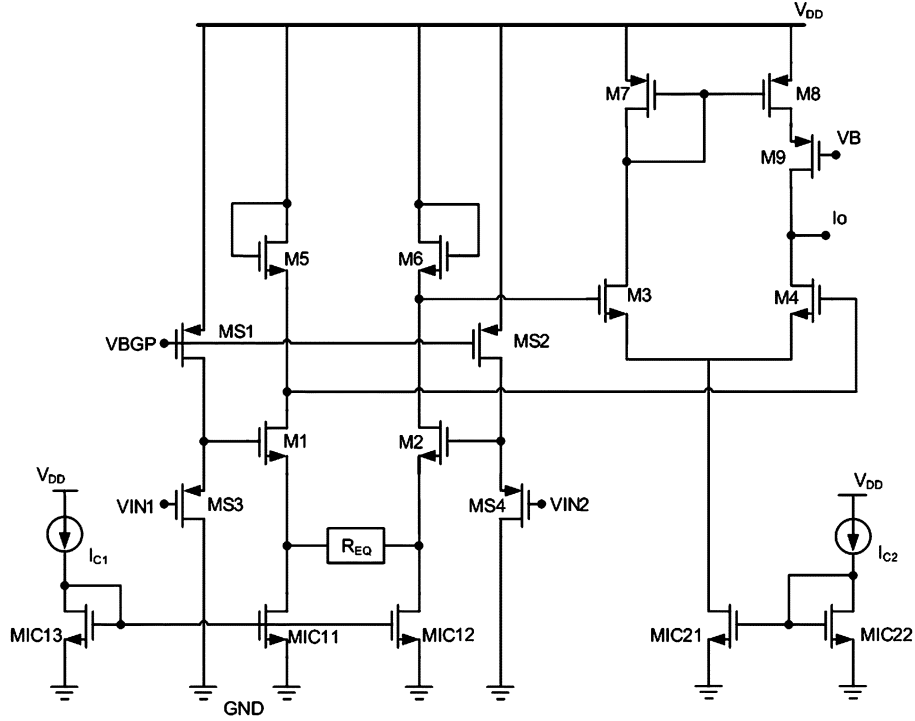 VDD
M7
M8
VB
M9
Io
M5
M6
M3
M4
MS1
MS2
VBGP
M1
M2
VDD
VIN1
MS3
MS4
VIN2
VDD
IC1
REQ
IC2
MIC13
MIC11
MIC12
MIC21
MIC22
GND